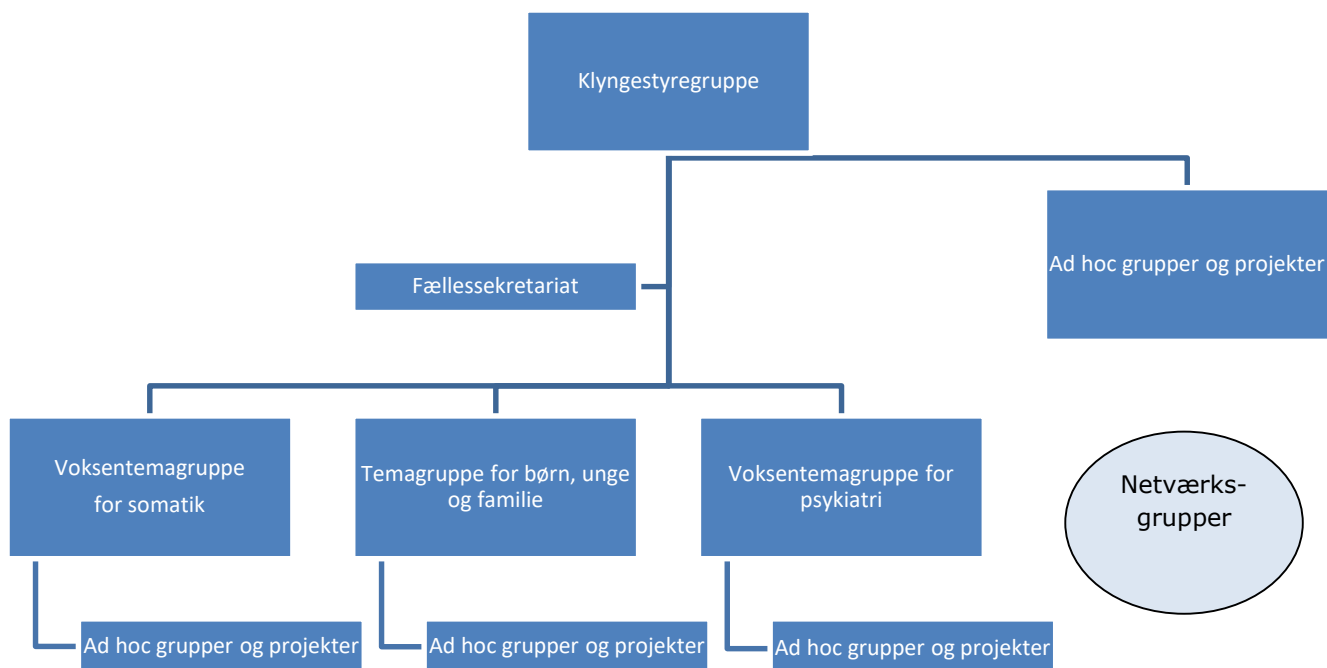 Klyngestyregruppe
Ad hoc grupper og projekter
Fællessekretariat
Voksentemagruppe
for somatik
Temagruppe for børn, unge
og familie
Voksentemagruppe for
psykiatri
Netværks-
grupper
Ad hoc grupper og projekter
Ad hoc grupper og projekter
Ad hoc grupper og projekter